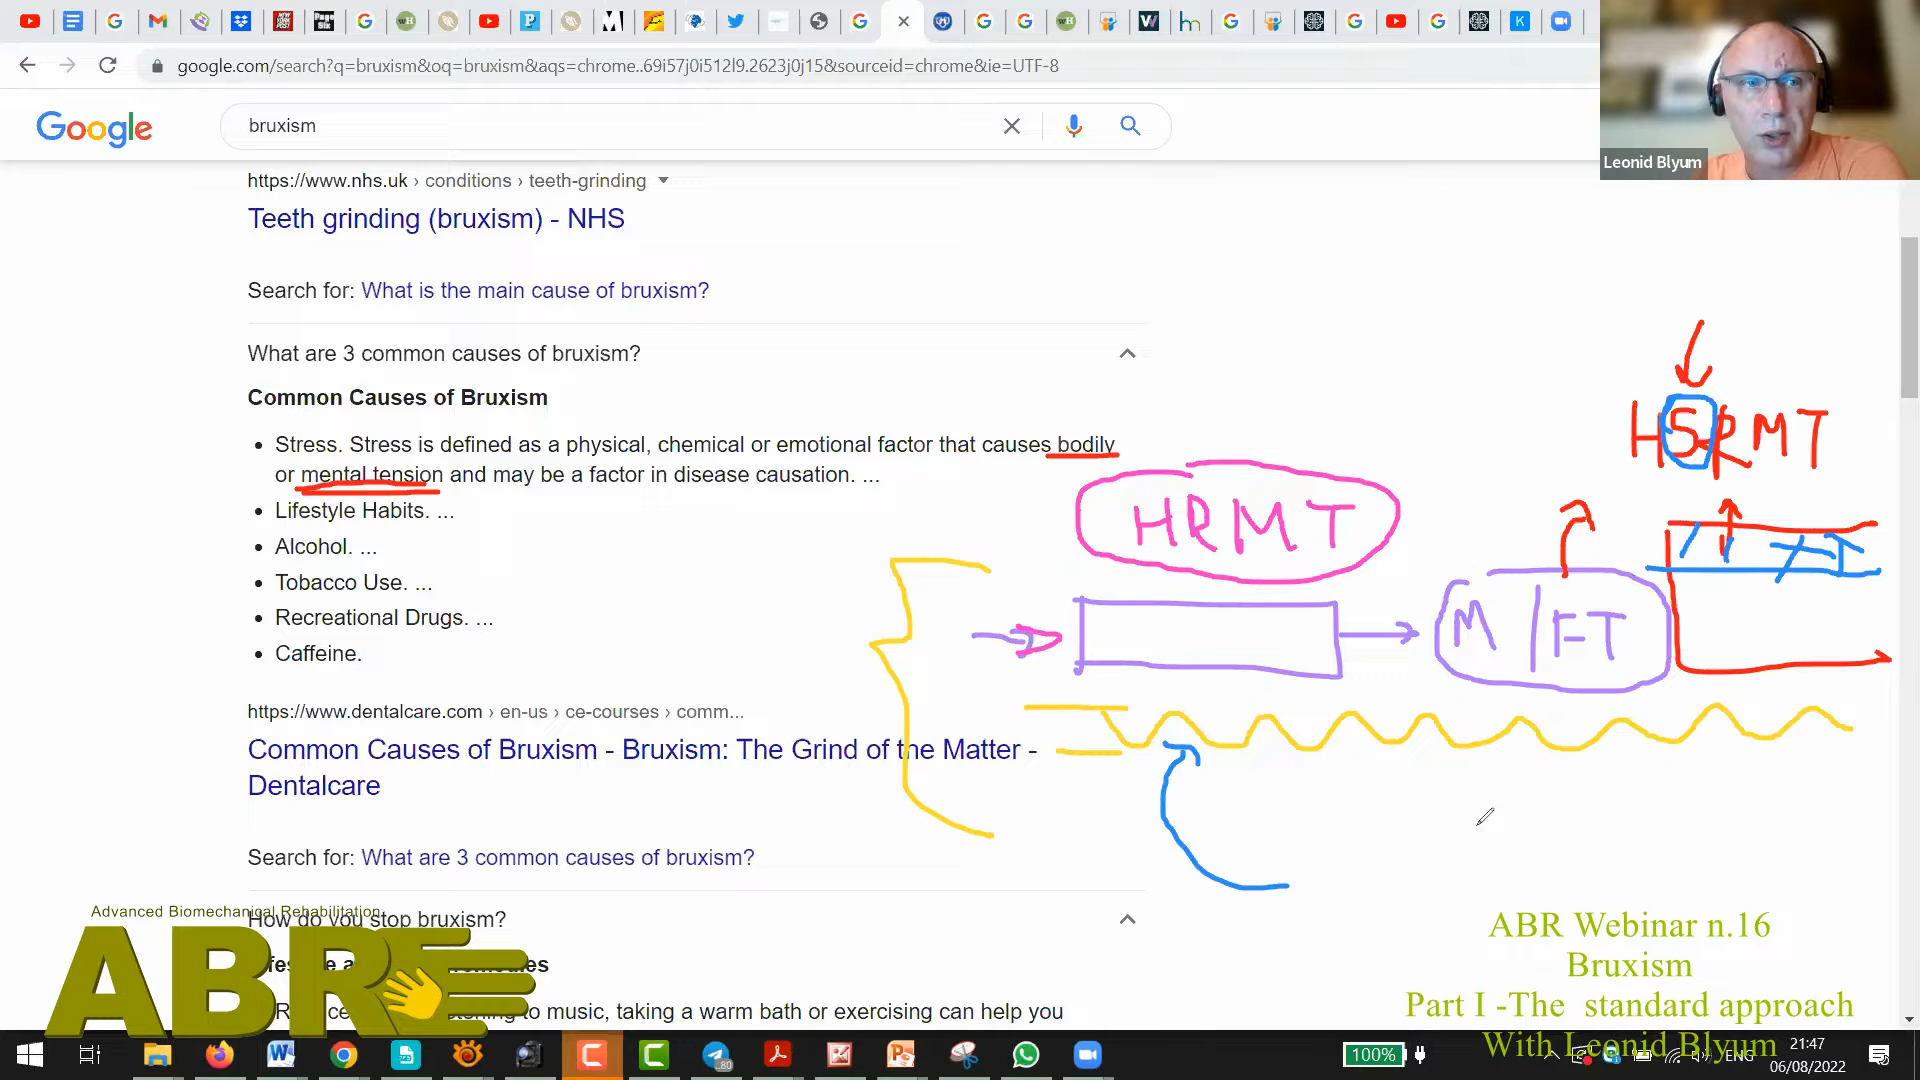 google.com/search?q=bruxism&oq=bruxism&aqs=chrome..69i57j0i512l9.2623j0j15&sourceid=chrome&ie=UTF-8
Google
bruxism
Leonid Blyum
https://www.nhs.uk › conditions › teeth-grinding
Teeth grinding (bruxism) - NHS
Search for: What is the main cause of bruxism?
What are 3 common causes of bruxism?
Common Causes of Bruxism
• Stress. Stress is defined as a physical, chemical or emotional factor that causes bodily
or mental tension and may be a factor in disease causation. ...
• Lifestyle Habits. ...
• Alcohol. ...
• Tobacco Use. ...
• Recreational Drugs. ...
• Caffeine.
HSRMT
HRMT
M | FT
https://www.dentalcare.com › en-us › ce-courses › comm...
Common Causes of Bruxism - Bruxism: The Grind of the Matter -
Dentalcare
Search for: What are 3 common causes of bruxism?
How do you stop bruxism?
Advanced Biomechanical Rehabilitation
ABR
to music, taking a warm bath or exercising can help you
ABR Webinar n.16
Bruxism
Part I -The standard approach
With Leonid Blyum
100%
ENG
21:47
06/08/2022